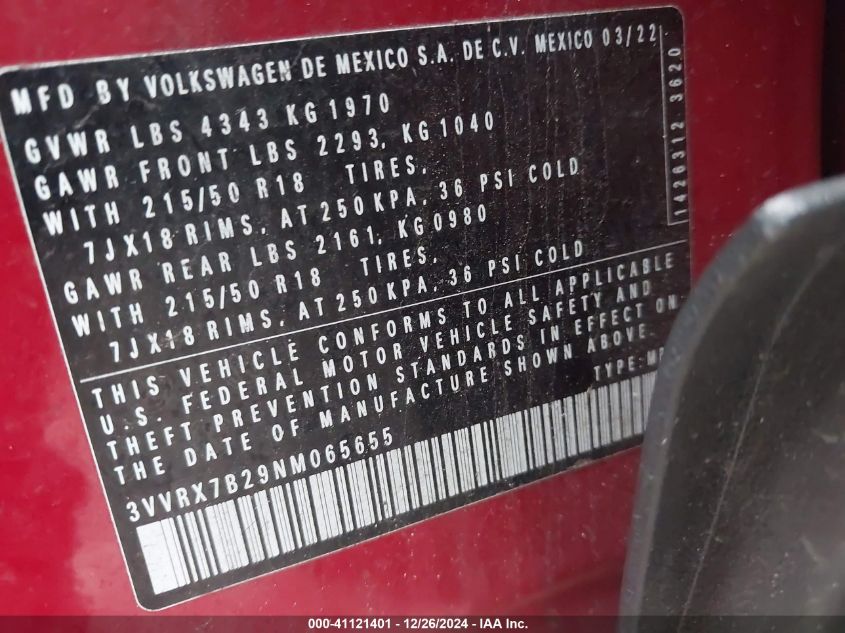 MFD BY VOLKSWAGEN DE MEXICO S.A. DE C.V. MEXICO 03/22
GVWR LBS 4343 KG 1970
GAWR FRONT LBS 2293, KG 1040
WITH 215/50 R18 TIRES,
7JX18 RIMS, AT 250 KPA, 36 PSI COLD
GAWR REAR LBS 2161, KG0980
WITH 215/50 R18 TIRES,
7JX18 RIMS, AT 250 KPA, 36 PSI COLD
THIS VEHICLE CONFORMS TO ALL APPLICABLE
U.S. FEDERAL MOTOR VEHICLE SAFETY AND
THEFT PREVENTION STANDARDS IN EFFECT ON
THE DATE OF MANUFACTURE SHOWN ABOVE
TYPE:
3VVRX7B29NM065655
1426312 3620
000-41121401 - 12/26/2024 - IAA Inc.